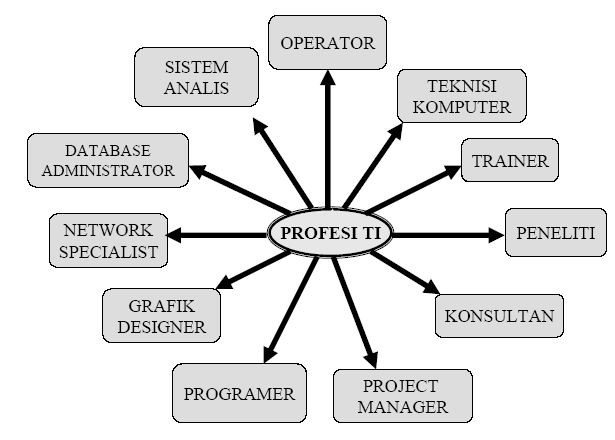 OPERATOR
SISTEM
ANALIS
TEKNISI
KOMPUTER
DATABASE
ADMINISTRATOR
TRAINER
NETWORK
SPECIALIST
PROFESI TI
PENELITI
GRAFIK
DESIGNER
KONSULTAN
PROGRAMER
PROJECT
MANAGER